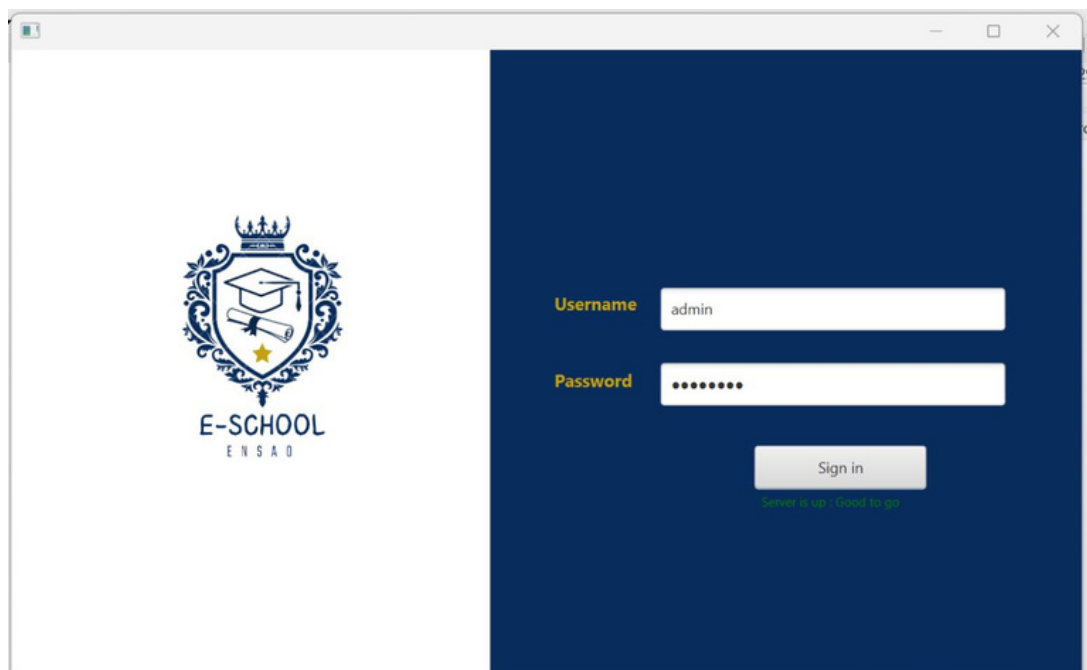 E-SCHOOL
ENSAO
Username
admin
Password
Sign in
Server is up : Good to go